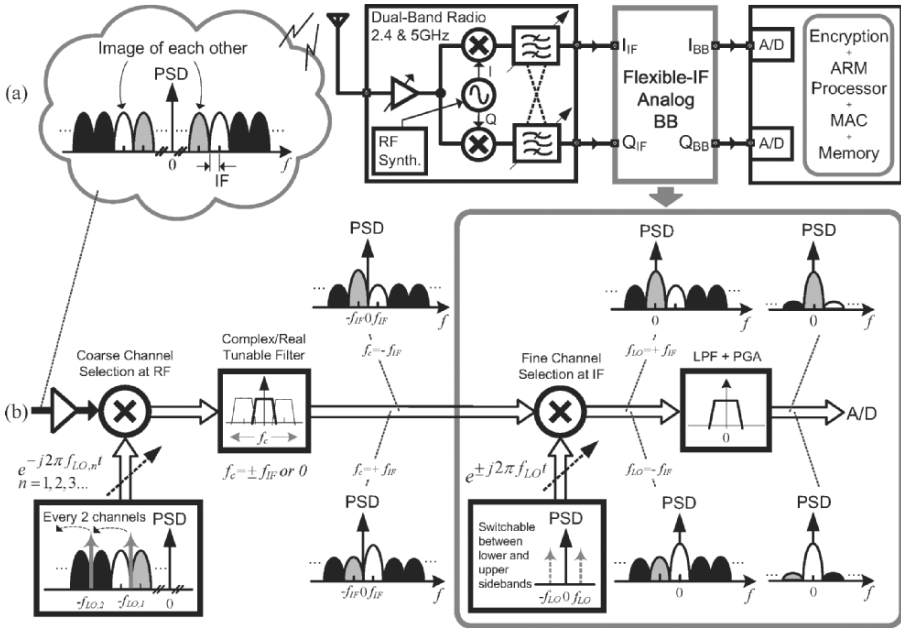 (a)
Image of each other
PSD
0
f
IF
Dual-Band Radio
2.4 & 5GHz
I
Q
RF
Synth.
I_IF
Q_IF
Flexible-IF
Analog
BB
I_BB
Q_BB
A/D
A/D
Encryption
+
ARM
Processor
+
MAC
+
Memory
(b)
Coarse Channel
Selection at RF
e^{-j2π f_{LO,n} t}
n = 1,2,3...
Every 2 channels
PSD
-f_{LO,2}
-f_{LO,1}
0
Complex/Real
Tunable Filter
f_c
f_c = ± f_IF or 0
PSD
-f_IF 0 f_IF
f
f_c=- f_IF
f_c=+ f_IF
PSD
-f_IF 0 f_IF
f
Fine Channel
Selection at IF
e^{±j2π f_{LO} t}
Switchable
between
lower and
upper
sidebands
PSD
-f_LO 0 f_LO
PSD
0
f
f_LO=+ f_IF
f_LO=- f_IF
PSD
0
f
LPF + PGA
0
PSD
0
f
A/D
PSD
0
f